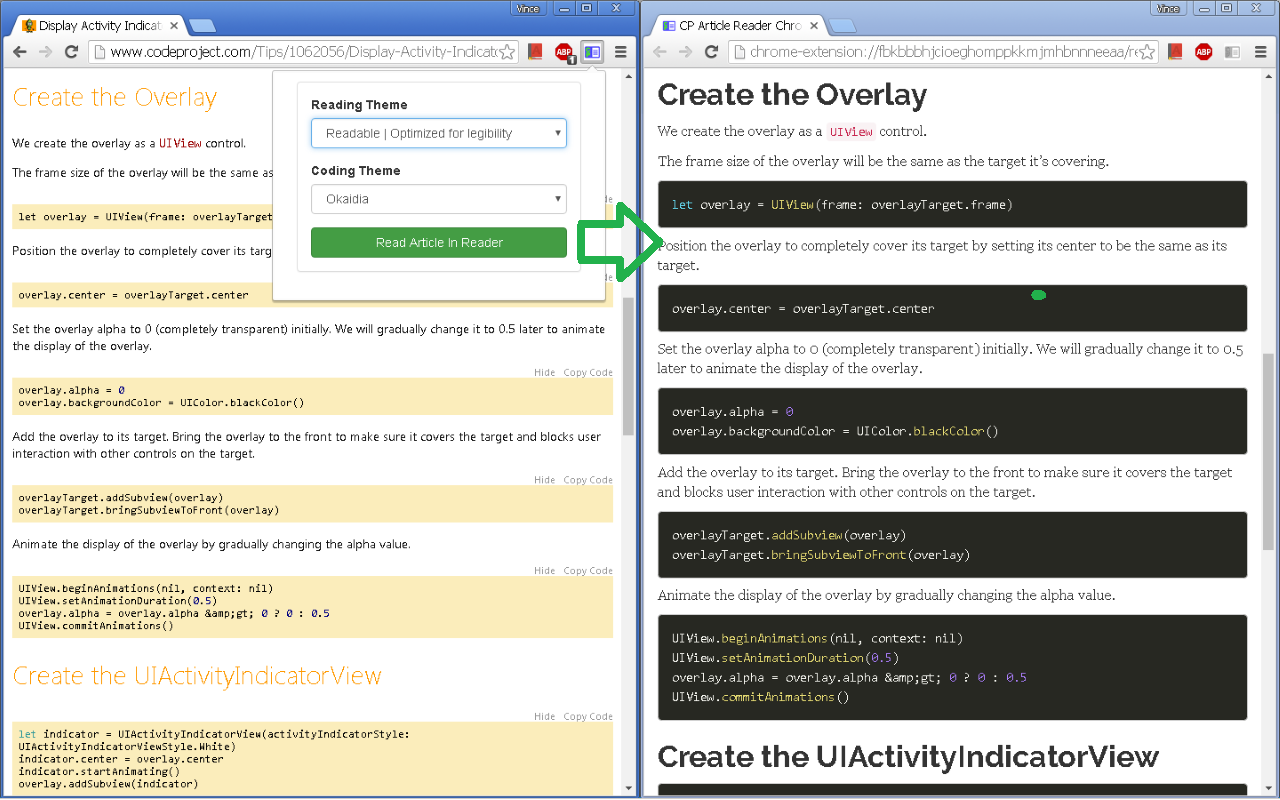 Vince
Display Activity Indicat
www.codeproject.com/Tips/1062056/Display-Activity-Indicato
ABP
1
Create the Overlay
We create the overlay as a UIView control.
The frame size of the overlay will be the same as
let overlay = UIView(frame: overlayTarget
Position the overlay to completely cover its targ
overlay.center = overlayTarget.center
Set the overlay alpha to 0 (completely transparent) initially. We will gradually change it to 0.5 later to animate
the display of the overlay.
Hide Copy Code
overlay.alpha = 0
overlay.backgroundColor = UIColor.blackColor()
Add the overlay to its target. Bring the overlay to the front to make sure it covers the target and blocks user
interaction with other controls on the target.
Hide Copy Code
overlayTarget.addSubview(overlay)
overlayTarget.bringSubviewToFront(overlay)
Animate the display of the overlay by gradually changing the alpha value.
Hide Copy Code
UIView.beginAnimations(nil, context: nil)
UIView.setAnimationDuration(0.5)
overlay.alpha = overlay.alpha &amp;gt; 0 ? 0 : 0.5
UIView.commitAnimations()
Create the UIActivityIndicatorView
Hide Copy Code
let indicator = UIActivityIndicatorView(activityIndicatorStyle:
UIActivityIndicatorViewStyle.White)
indicator.center = overlay.center
indicator.startAnimating()
overlay.addSubview(indicator)
Reading Theme
Readable | Optimized for legibility
Coding Theme
Okaidia
Read Article In Reader
de
de
Vince
CP Article Reader Chro
chrome-extension://fbkbbbhjcioeghomppkkmjmhbnnneeaa/re
ABP
Create the Overlay
We create the overlay as a UIView control.
The frame size of the overlay will be the same as the target it’s covering.
let overlay = UIView(frame: overlayTarget.frame)
Position the overlay to completely cover its target by setting its center to be the same as its
target.
overlay.center = overlayTarget.center
Set the overlay alpha to 0 (completely transparent) initially. We will gradually change it to 0.5
later to animate the display of the overlay.
overlay.alpha = 0
overlay.backgroundColor = UIColor.blackColor()
Add the overlay to its target. Bring the overlay to the front to make sure it covers the target
and blocks user interaction with other controls on the target.
overlayTarget.addSubview(overlay)
overlayTarget.bringSubviewToFront(overlay)
Animate the display of the overlay by gradually changing the alpha value.
UIView.beginAnimations(nil, context: nil)
UIView.setAnimationDuration(0.5)
overlay.alpha = overlay.alpha &amp;gt; 0 ? 0 : 0.5
UIView.commitAnimations()
Create the UIActivityIndicatorView